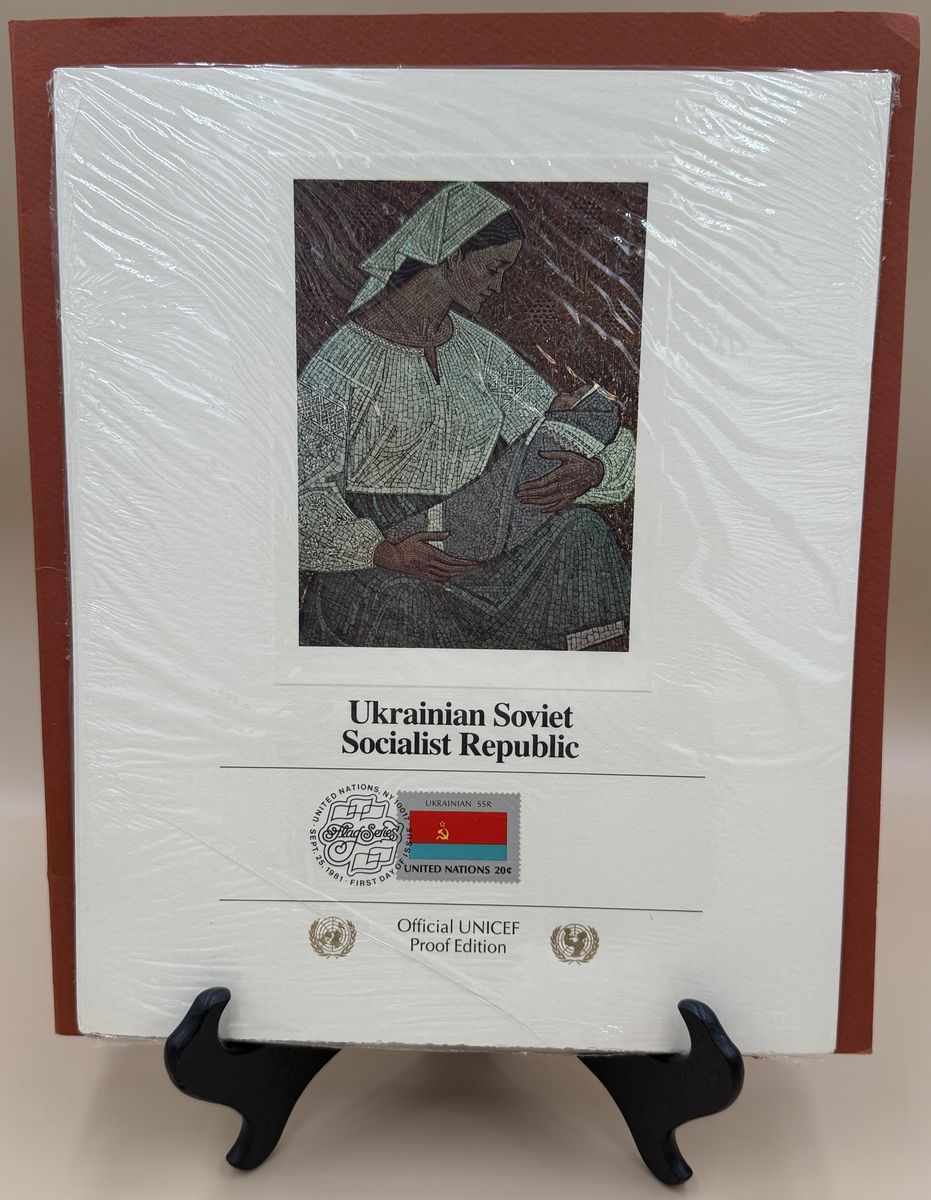 Ukrainian Soviet
Socialist Republic
UNITED NATIONS, NY 10017
Flag Series
SEPT. 25, 1981 · FIRST DAY OF ISSUE
UKRAINIAN SSR
UNITED NATIONS 20¢
Official UNICEF
Proof Edition